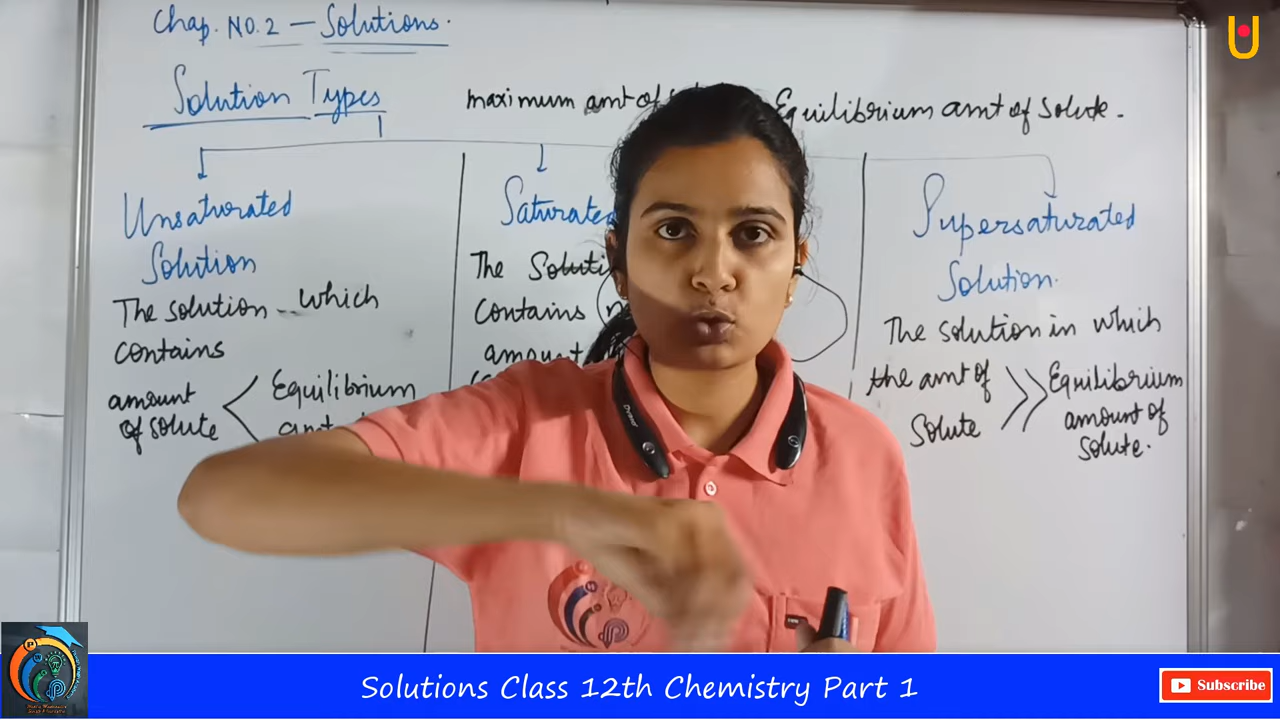 Chap. NO. 2 – Solutions.
Solution Types
maximum amt of
Equilibrium amt of solute.
Unsaturated
Solution
The solution which
contains
amount
of solute < Equilibrium
Saturated
The
Contains
amount
Supersaturated
Solution.
The solution in which
the amt of
Solute >> Equilibrium
amount of
solute.
Solutions Class 12th Chemistry Part 1
Subscribe